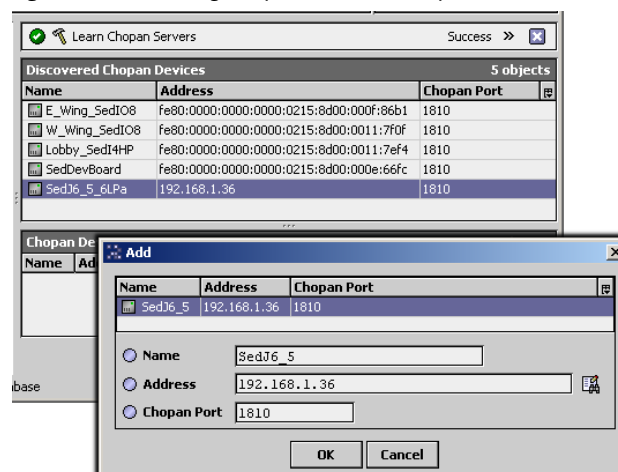 Learn Chopan Servers Success »
Discovered Chopan Devices 5 objects
Name Address Chopan Port
E_Wing_SedIO8 fe80:0000:0000:0000:0215:8d00:000f:86b1 1810
W_Wing_SedIO8 fe80:0000:0000:0000:0215:8d00:0011:7f0f 1810
Lobby_SedI4HP fe80:0000:0000:0000:0215:8d00:0011:7ef4 1810
SedDevBoard fe80:0000:0000:0000:0215:8d00:000e:66fc 1810
SedJ6_5_6LPa 192.168.1.36 1810
Chopan De
Name Ad
Add
Name Address Chopan Port
SedJ6_5 192.168.1.36 1810
Name SedJ6_5
Address 192.168.1.36
base
Chopan Port 1810
OK Cancel